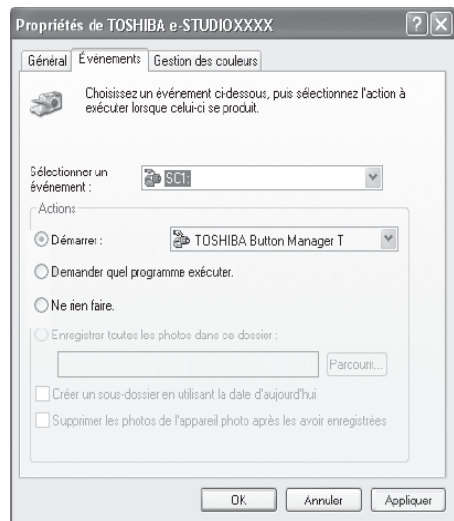 Propriétés de TOSHIBA e-STUDIOXXXX
Général
Événements
Gestion des couleurs
Choisissez un événement ci-dessous, puis sélectionnez l'action à
exécuter lorsque celui-ci se produit.
Sélectionner un
événement :
SC1:
Actions
Démarrer :
TOSHIBA Button Manager T
Demander quel programme exécuter.
Ne rien faire.
Enregistrer toutes les photos dans ce dossier :
Parcourir...
Créer un sous-dossier en utilisant la date d'aujourd'hui
Supprimer les photos de l'appareil photo après les avoir enregistrées
OK
Annuler
Appliquer